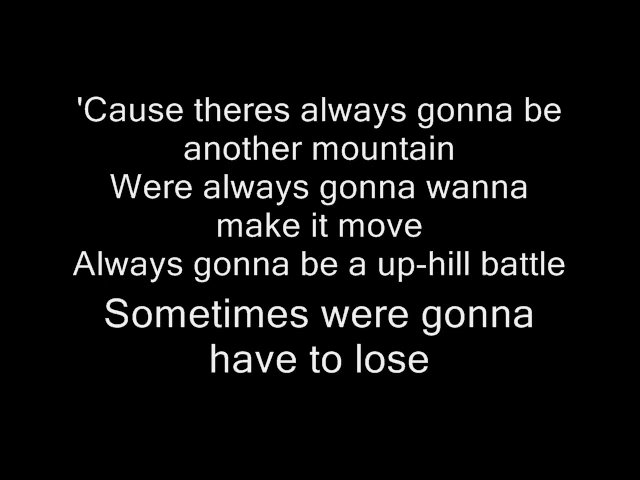 'Cause theres always gonna be
another mountain
Were always gonna wanna
make it move
Always gonna be a up-hill battle
Sometimes were gonna
have to lose